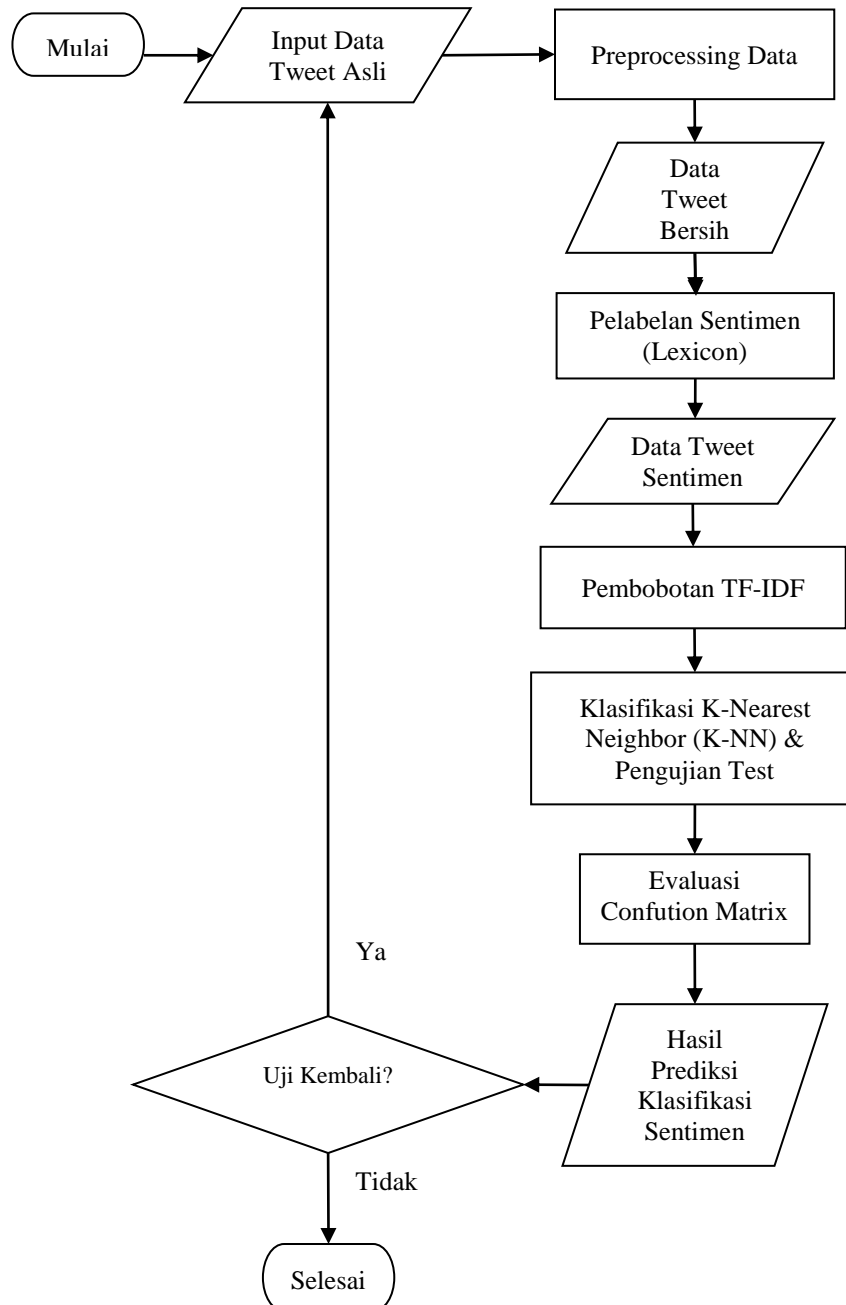 Mulai
Input Data
Tweet Asli
Preprocessing Data
Data
Tweet
Bersih
Pelabelan Sentimen
(Lexicon)
Data Tweet
Sentimen
Pembobotan TF-IDF
Klasifikasi K-Nearest
Neighbor (K-NN) &
Pengujian Test
Evaluasi
Confution Matrix
Hasil
Prediksi
Klasifikasi
Sentimen
Uji Kembali?
Ya
Tidak
Selesai